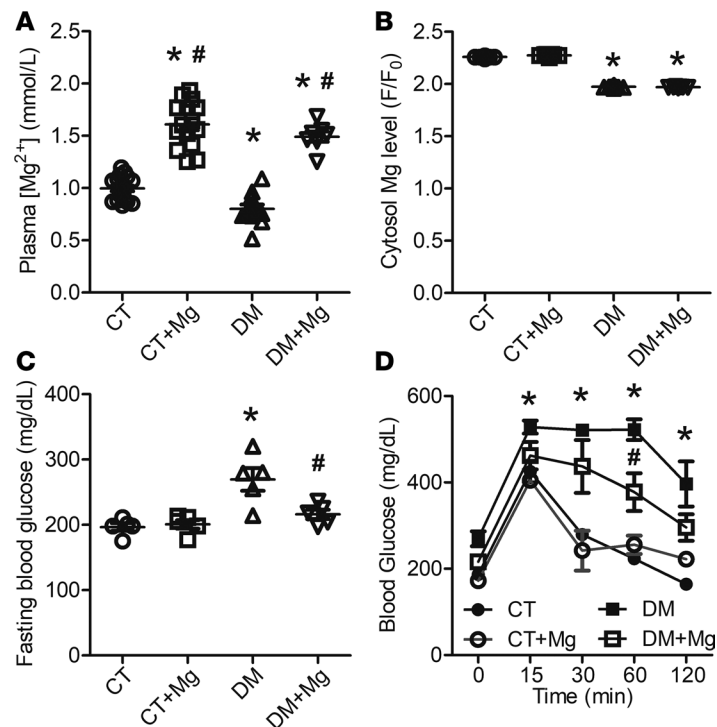 A
Plasma [Mg2+] (mmol/L)
2.5
2.0
1.5
1.0
0.5
0.0
* #
*
* #
CT
CT+Mg
DM
DM+Mg
B
Cytosol Mg level (F/F0)
2.5
2.0
1.5
1.0
0.5
0.0
*
*
CT
CT+Mg
DM
DM+Mg
C
Fasting blood glucose (mg/dL)
400
300
200
100
0
*
#
CT
CT+Mg
DM
DM+Mg
D
Blood Glucose (mg/dL)
600
400
200
0
*
*
*
#
*
CT
DM
CT+Mg
DM+Mg
0 15 30 60 120
Time (min)